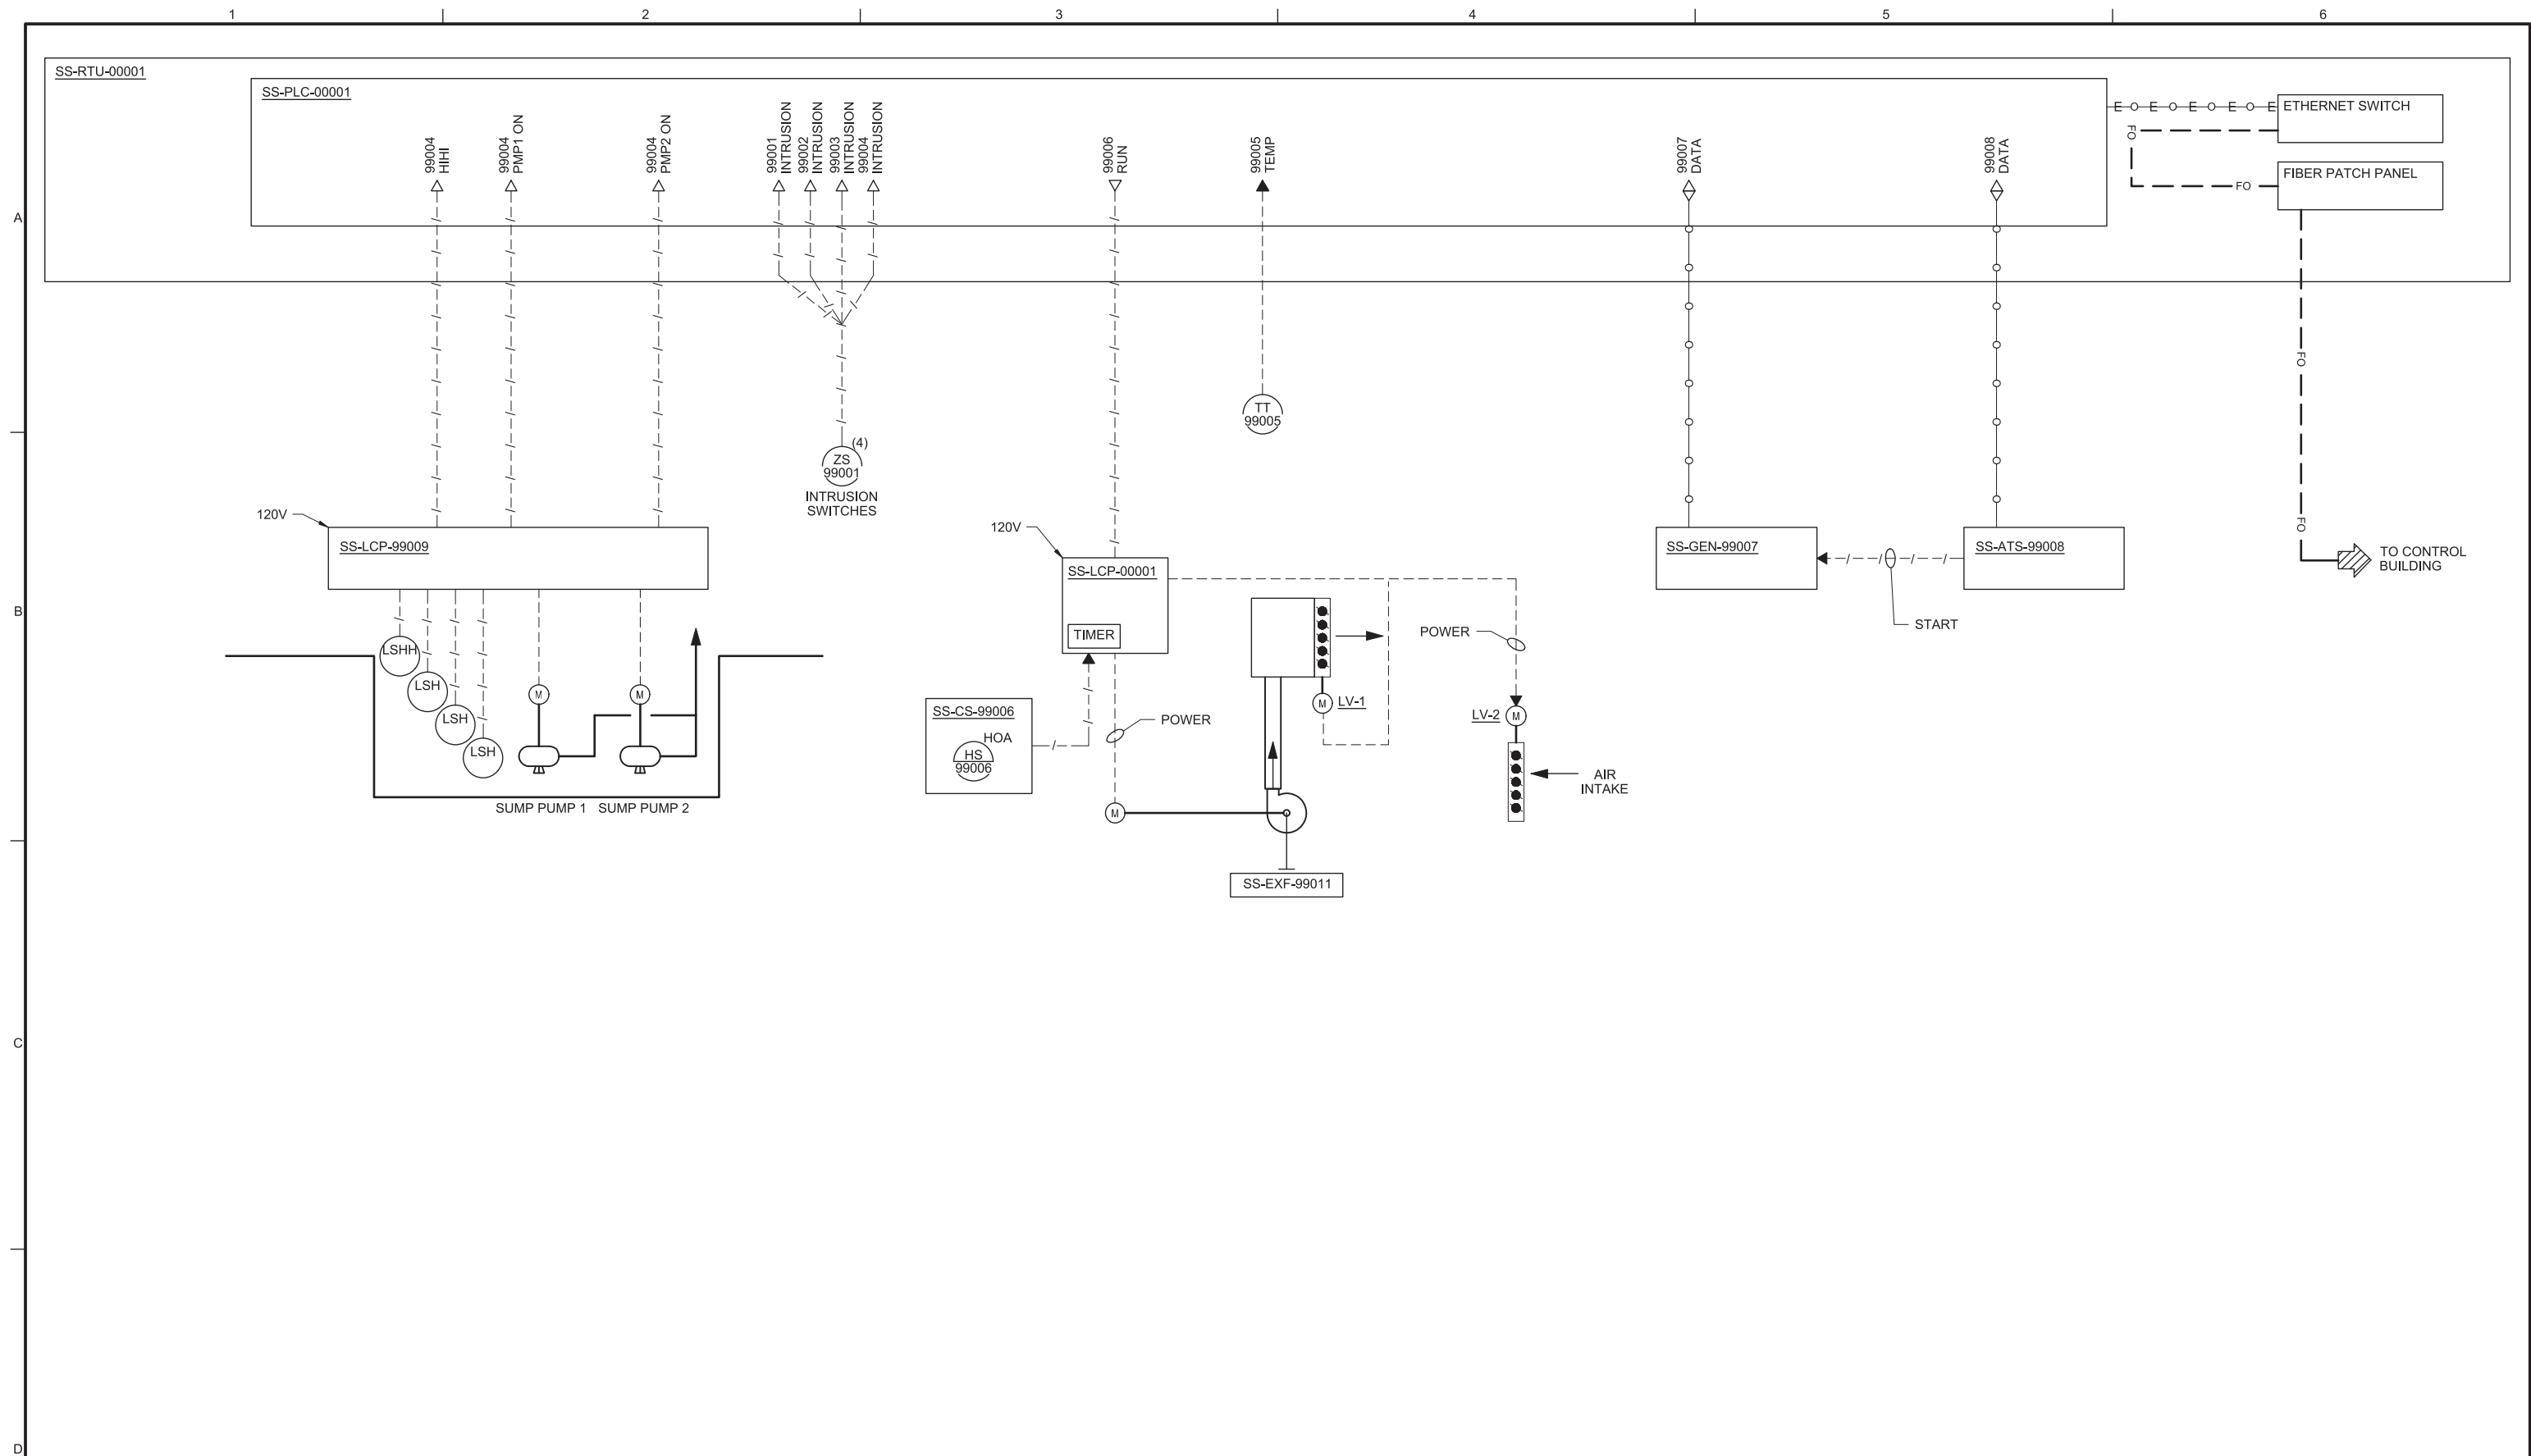 1
2
3
4
5
6
SS-RTU-00001
SS-PLC-00001
99004
HIHI
99004
PMP1 ON
99004
PMP2 ON
99001
INTRUSION
99002
INTRUSION
99003
INTRUSION
99004
INTRUSION
99006
RUN
99005
TEMP
99007
DATA
99008
DATA
E O E O E O E O E
ETHERNET SWITCH
FO
FIBER PATCH PANEL
FO
A
FO
TT
99005
(4)
ZS
99001
INTRUSION
SWITCHES
120V
SS-LCP-99009
120V
SS-LCP-00001
TIMER
SS-GEN-99007
SS-ATS-99008
START
FO
TO CONTROL
BUILDING
B
LSHH
LSH
LSH
LSH
M
M
SUMP PUMP 1
SUMP PUMP 2
SS-CS-99006
HOA
HS
99006
POWER
M
M
LV-1
POWER
LV-2
M
AIR
INTAKE
SS-EXF-99011
C
D